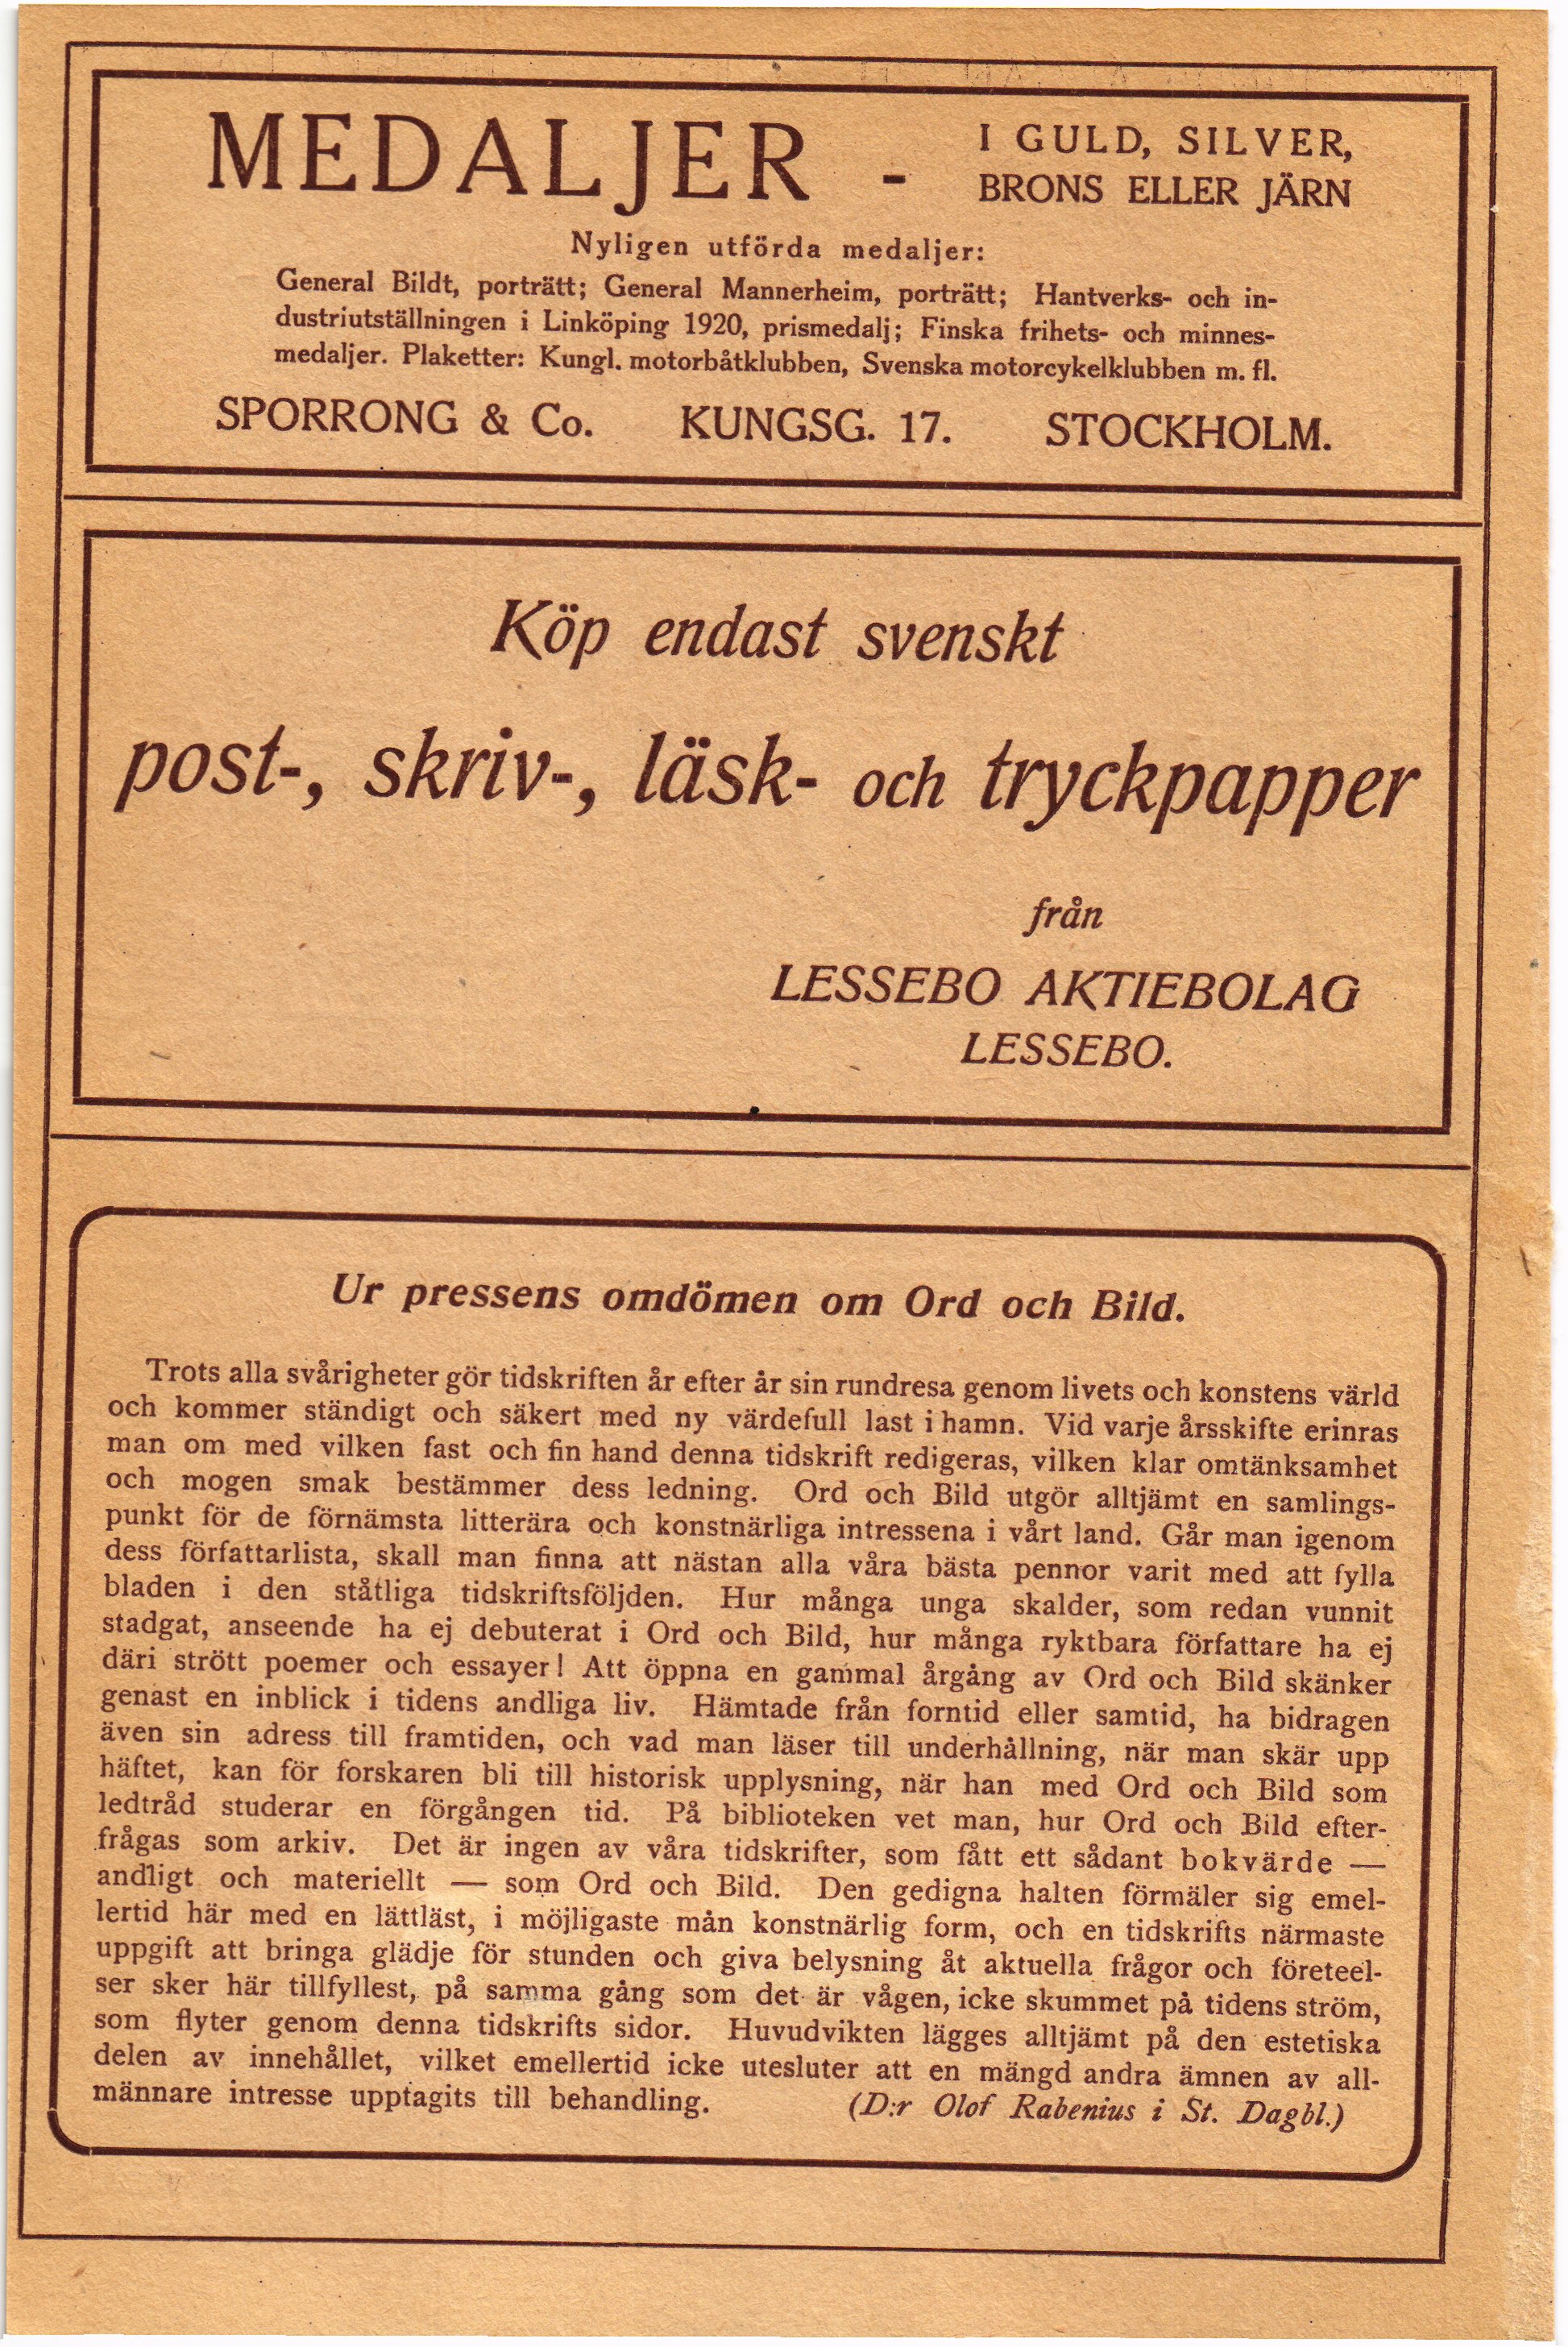 MEDALJER - I GULD, SILVER,
BRONS ELLER JÄRN
Nyligen utförda medaljer:
General Bildt, porträtt; General Mannerheim, porträtt; Hantverks- och in-
dustriutställningen i Linköping 1920, prismedalj; Finska frihets- och minnes-
medaljer. Plaketter: Kungl. motorbåtklubben, Svenska motorcykelklubben m. fl.
SPORRONG & Co. KUNGSG. 17. STOCKHOLM.
Köp endast svenskt
post-, skriv-, läsk- och tryckpapper
från
LESSEBO AKTIEBOLAG
LESSEBO.
Ur pressens omdömen om Ord och Bild.
Trots alla svårigheter gör tidskriften år efter år sin rundresa genom livets och konstens värld
och kommer ständigt och säkert med ny värdefull last i hamn. Vid varje årsskifte erinras
man om med vilken fast och fin hand denna tidskrift redigeras, vilken klar omtänksamhet
och mogen smak bestämmer dess ledning. Ord och Bild utgör alltjämt en samlings-
punkt för de förnämsta litterära och konstnärliga intressena i vårt land. Går man igenom
dess författarlista, skall man finna att nästan alla våra bästa pennor varit med att fylla
bladen i den ståtliga tidskriftsföljden. Hur många unga skalder, som redan vunnit
stadgat, anseende ha ej debuterat i Ord och Bild, hur många ryktbara författare ha ej
däri strött poemer och essayer! Att öppna en gammal årgång av Ord och Bild skänker
genast en inblick i tidens andliga liv. Hämtade från forntid eller samtid, ha bidragen
även sin adress till framtiden, och vad man läser till underhållning, när man skär upp
häftet, kan för forskaren bli till historisk upplysning, när han med Ord och Bild som
ledtråd studerar en förgången tid. På biblioteken vet man, hur Ord och Bild efter-
frågas som arkiv. Det är ingen av våra tidskrifter, som fått ett sådant bokvärde —
andligt och materiellt — som Ord och Bild. Den gedigna halten förmäler sig emel-
lertid här med en lättläst, i möjligaste mån konstnärlig form, och en tidskrifts närmaste
uppgift att bringa glädje för stunden och giva belysning åt aktuella frågor och företeel-
ser sker här tillfyllest, på samma gång som det är vågen, icke skummet på tidens ström,
som flyter genom denna tidskrifts sidor. Huvudvikten lägges alltjämt på den estetiska
delen av innehållet, vilket emellertid icke utesluter att en mängd andra ämnen av all-
männare intresse upptagits till behandling. (D:r Olof Rabenius i St. Dagbl.)